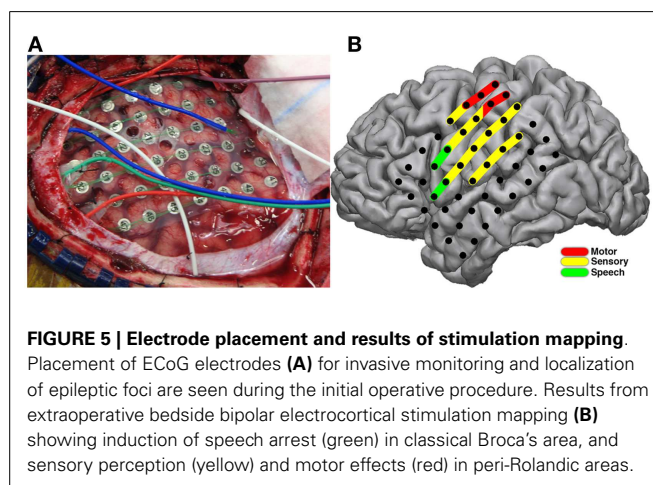 A
B
Motor
Sensory
Speech
FIGURE 5 | Electrode placement and results of stimulation mapping.
Placement of ECoG electrodes (A) for invasive monitoring and localization
of epileptic foci are seen during the initial operative procedure. Results from
extraoperative bedside bipolar electrocortical stimulation mapping (B)
showing induction of speech arrest (green) in classical Broca's area, and
sensory perception (yellow) and motor effects (red) in peri-Rolandic areas.